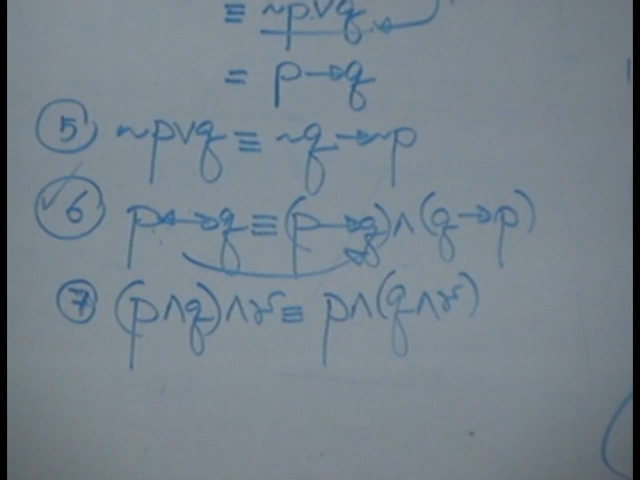 ≡ ~p∨q
= p→q
⑤ ~p∨q ≡ ~q→~p
✓⑥ p↔q ≡ (p→q)∧(q→p)
⑦ (p∧q)∧r ≡ p∧(q∧r)